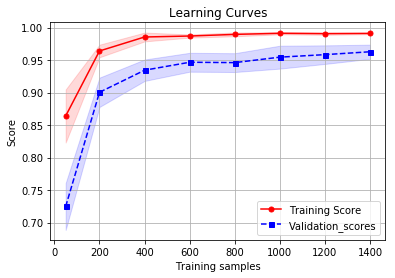 Learning Curves
1.00
0.95
0.90
0.85
0.80
0.75
0.70
Score
0 200 400 600 800 1000 1200 1400
Training samples
Training Score
Validation_scores